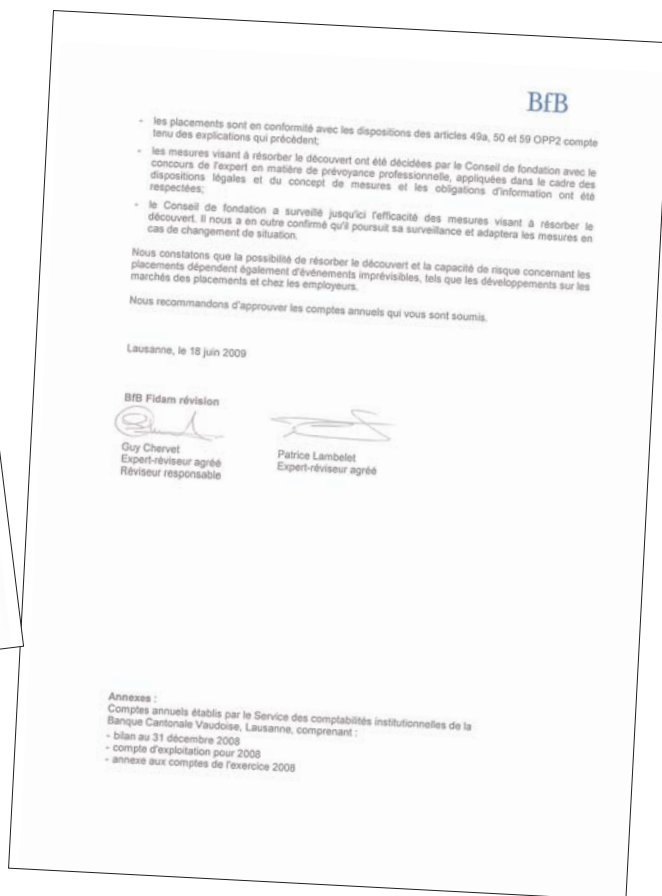 BfB
- les placements sont en conformité avec les dispositions des articles 49a, 50 et 59 OPP2 compte
tenu des explications qui précèdent;
- les mesures visant à résorber le découvert ont été décidées par le Conseil de fondation avec le
concours de l'expert en matière de prévoyance professionnelle, appliquées dans le cadre des
dispositions légales et du concept de mesures et les obligations d'information ont été
respectées;
- le Conseil de fondation a surveillé jusqu'ici l'efficacité des mesures visant à résorber le
découvert. Il nous a en outre confirmé qu'il poursuit sa surveillance et adaptera les mesures en
cas de changement de situation.
Nous constatons que la possibilité de résorber le découvert et la capacité de risque concernant les
placements dépendent également d'événements imprévisibles, tels que les développements sur les
marchés des placements et chez les employeurs.
Nous recommandons d'approuver les comptes annuels qui vous sont soumis.
Lausanne, le 18 juin 2009
BfB Fidam révision
Guy Chervet
Expert-réviseur agréé
Réviseur responsable
Patrice Lambelet
Expert-réviseur agréé
Annexes :
Comptes annuels établis par le Service des comptabilités institutionnelles de la
Banque Cantonale Vaudoise, Lausanne, comprenant :
- bilan au 31 décembre 2008
- compte d'exploitation pour 2008
- annexe aux comptes de l'exercice 2008